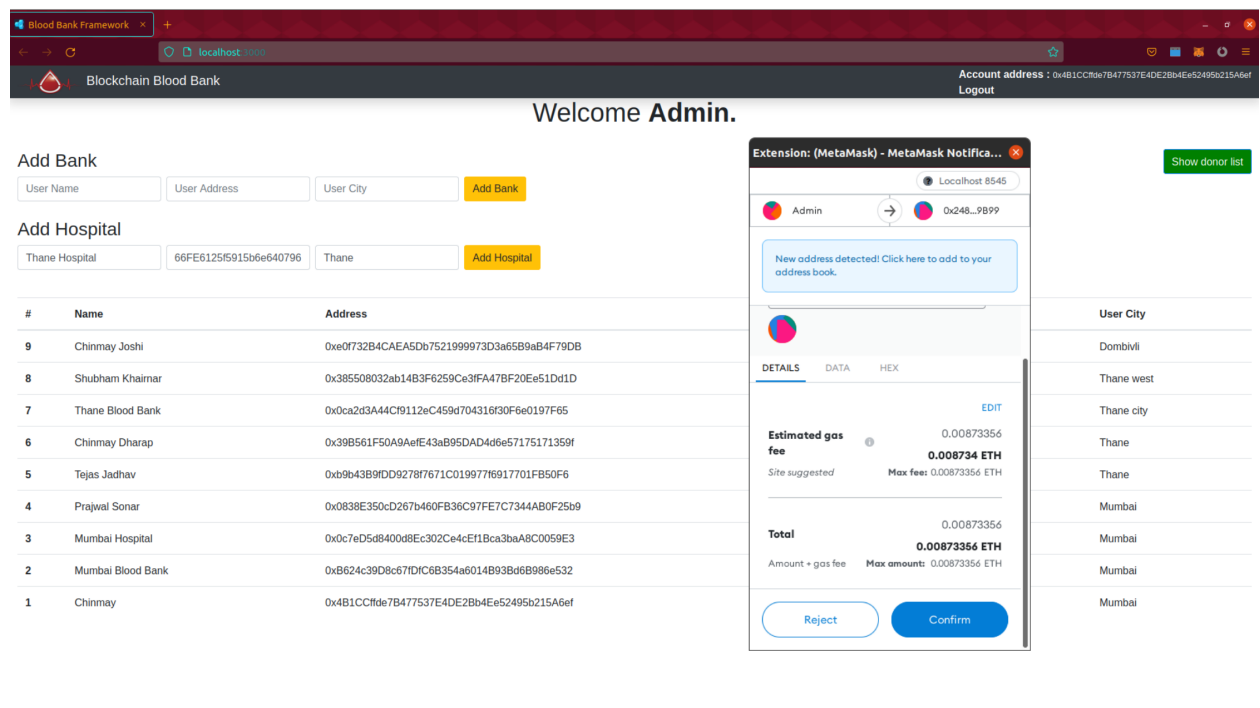 Blood Bank Framework × +
localhost:3000
Blockchain Blood Bank
Account address : 0x4B1CCffde7B477537E4DE2Bb4Ee52495b215A6ef
Logout
Welcome Admin.
Add Bank
Show donor list
User Name User Address User City Add Bank
Add Hospital
Thane Hospital 66FE6125f5915b6e640796 Thane Add Hospital
# Name Address User City
9 Chinmay Joshi 0xe0f732B4CAEA5Db7521999973D3a65B9aB4F79DB Dombivli
8 Shubham Khairnar 0x385508032ab14B3F6259Ce3fFA47BF20Ee51Dd1D Thane west
7 Thane Blood Bank 0x0ca2d3A44Cf9112eC459d704316f30F6e0197F65 Thane city
6 Chinmay Dharap 0x39B561F50A9AefE43aB95DAD4d6e57175171359f Thane
5 Tejas Jadhav 0xb9b43B9fDD9278f7671C019977f6917701FB50F6 Thane
4 Prajwal Sonar 0x0838E350cD267b460FB36C97FE7C7344AB0F25b9 Mumbai
3 Mumbai Hospital 0x0c7eD5d8400d8Ec302Ce4cEf1Bca3baA8C0059E3 Mumbai
2 Mumbai Blood Bank 0xB624c39D8c67fDfC6B354a6014B93Bd6B986e532 Mumbai
1 Chinmay 0x4B1CCffde7B477537E4DE2Bb4Ee52495b215A6ef Mumbai
Extension: (MetaMask) - MetaMask Notifica...
Localhost 8545
Admin 0x248...9B99
New address detected! Click here to add to your
address book.
DETAILS DATA HEX
EDIT
Estimated gas
fee
0.00873356
0.008734 ETH
Site suggested Max fee: 0.00873356 ETH
0.00873356
Total
0.00873356 ETH
Amount + gas fee Max amount: 0.00873356 ETH
Reject Confirm